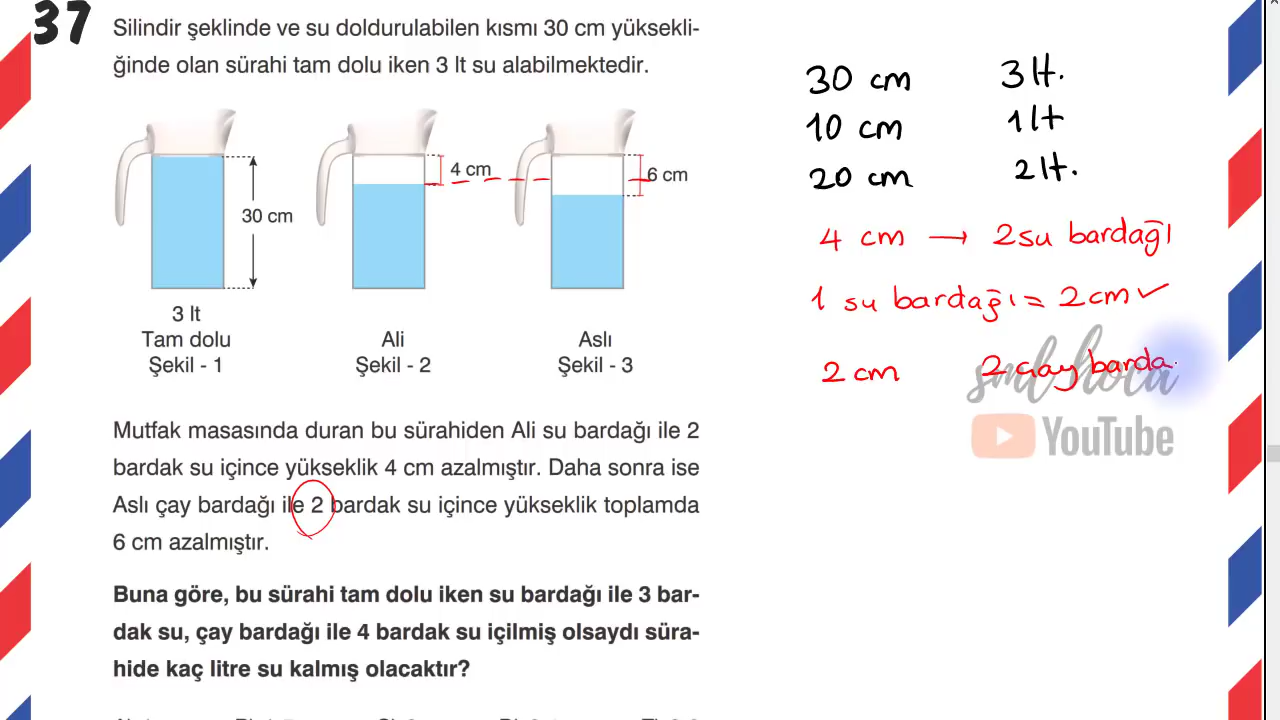 37
Silindir şeklinde ve su doldurulabilen kısmı 30 cm yüksekli-
ğinde olan sürahi tam dolu iken 3 lt su alabilmektedir.
30 cm
4 cm
6 cm
3 lt
Tam dolu
Şekil - 1
Ali
Şekil - 2
Aslı
Şekil - 3
Mutfak masasında duran bu sürahiden Ali su bardağı ile 2
bardak su içince yükseklik 4 cm azalmıştır. Daha sonra ise
Aslı çay bardağı ile 2 bardak su içince yükseklik toplamda
6 cm azalmıştır.
Buna göre, bu sürahi tam dolu iken su bardağı ile 3 bar-
dak su, çay bardağı ile 4 bardak su içilmiş olsaydı süra-
hide kaç litre su kalmış olacaktır?
30 cm 3 lt.
10 cm 1 lt
20 cm 2 lt.
4 cm → 2 su bardağı
1 su bardağı = 2 cm ✓
2 cm 2 çay barda
sml hoca
YouTube